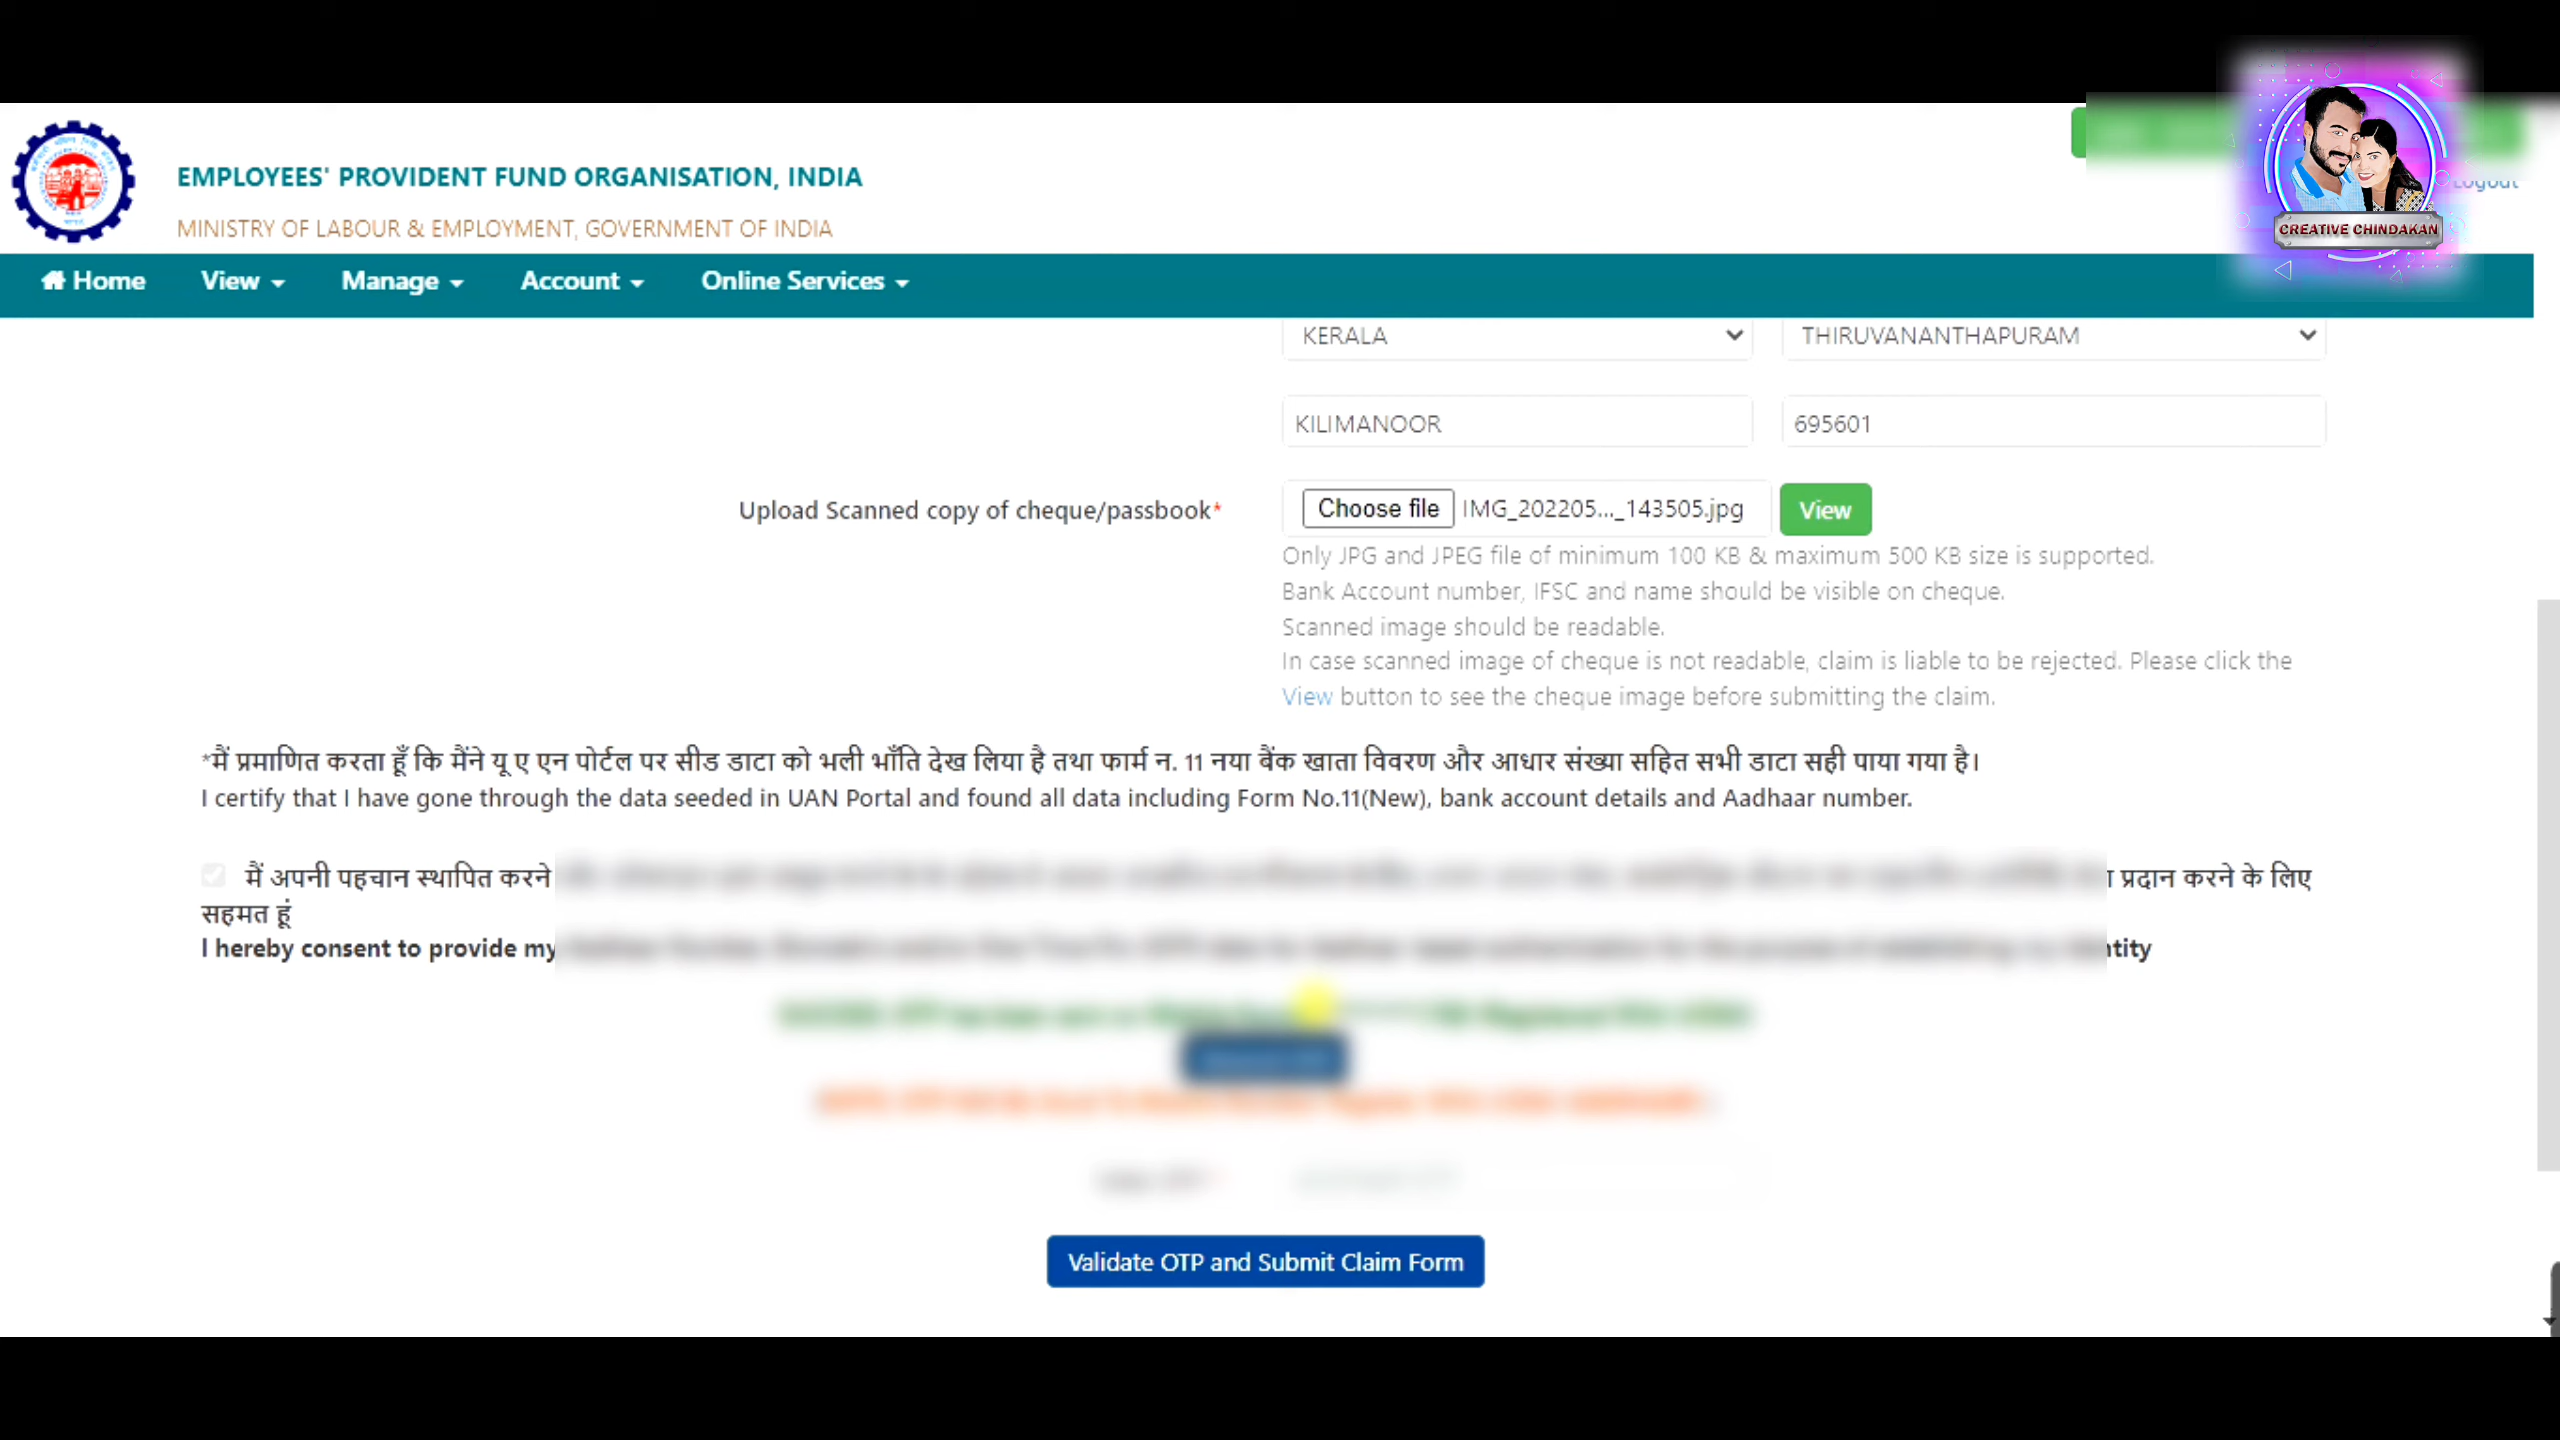 EMPLOYEES' PROVIDENT FUND ORGANISATION, INDIA
MINISTRY OF LABOUR & EMPLOYMENT, GOVERNMENT OF INDIA
Logout
CREATIVE CHINDAKAN
Home View Manage Account Online Services
KERALA THIRUVANANTHAPURAM
KILIMANOOR 695601
Upload Scanned copy of cheque/passbook* Choose file IMG_202205..._143505.jpg View
Only JPG and JPEG file of minimum 100 KB & maximum 500 KB size is supported.
Bank Account number, IFSC and name should be visible on cheque.
Scanned image should be readable.
In case scanned image of cheque is not readable, claim is liable to be rejected. Please click the
View button to see the cheque image before submitting the claim.
*मैं प्रमाणित करता हूँ कि मैंने यू ए एन पोर्टल पर सीड डाटा को भली भाँति देख लिया है तथा फार्म न. 11 नया बैंक खाता विवरण और आधार संख्या सहित सभी डाटा सही पाया गया है।
I certify that I have gone through the data seeded in UAN Portal and found all data including Form No.11(New), bank account details and Aadhaar number.
मैं अपनी पहचान स्थापित करने प्रदान करने के लिए
सहमत हूं
I hereby consent to provide my
Validate OTP and Submit Claim Form